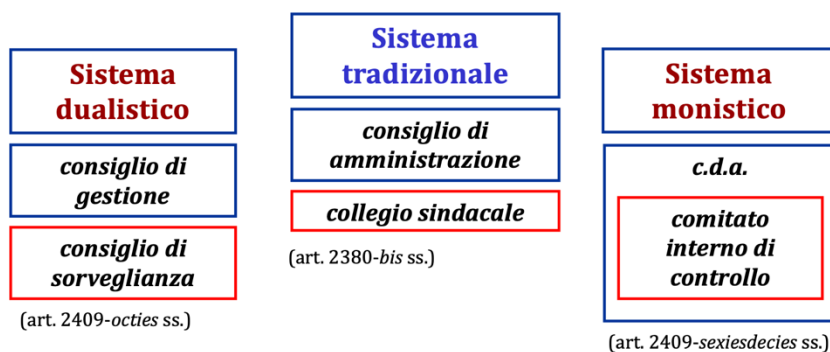 Sistema
dualistico
consiglio di
gestione
consiglio di
sorveglianza
(art. 2409-octies ss.)
Sistema
tradizionale
consiglio di
amministrazione
collegio sindacale
(art. 2380-bis ss.)
Sistema
monistico
c.d.a.
comitato
interno di
controllo
(art. 2409-sexiesdecies ss.)